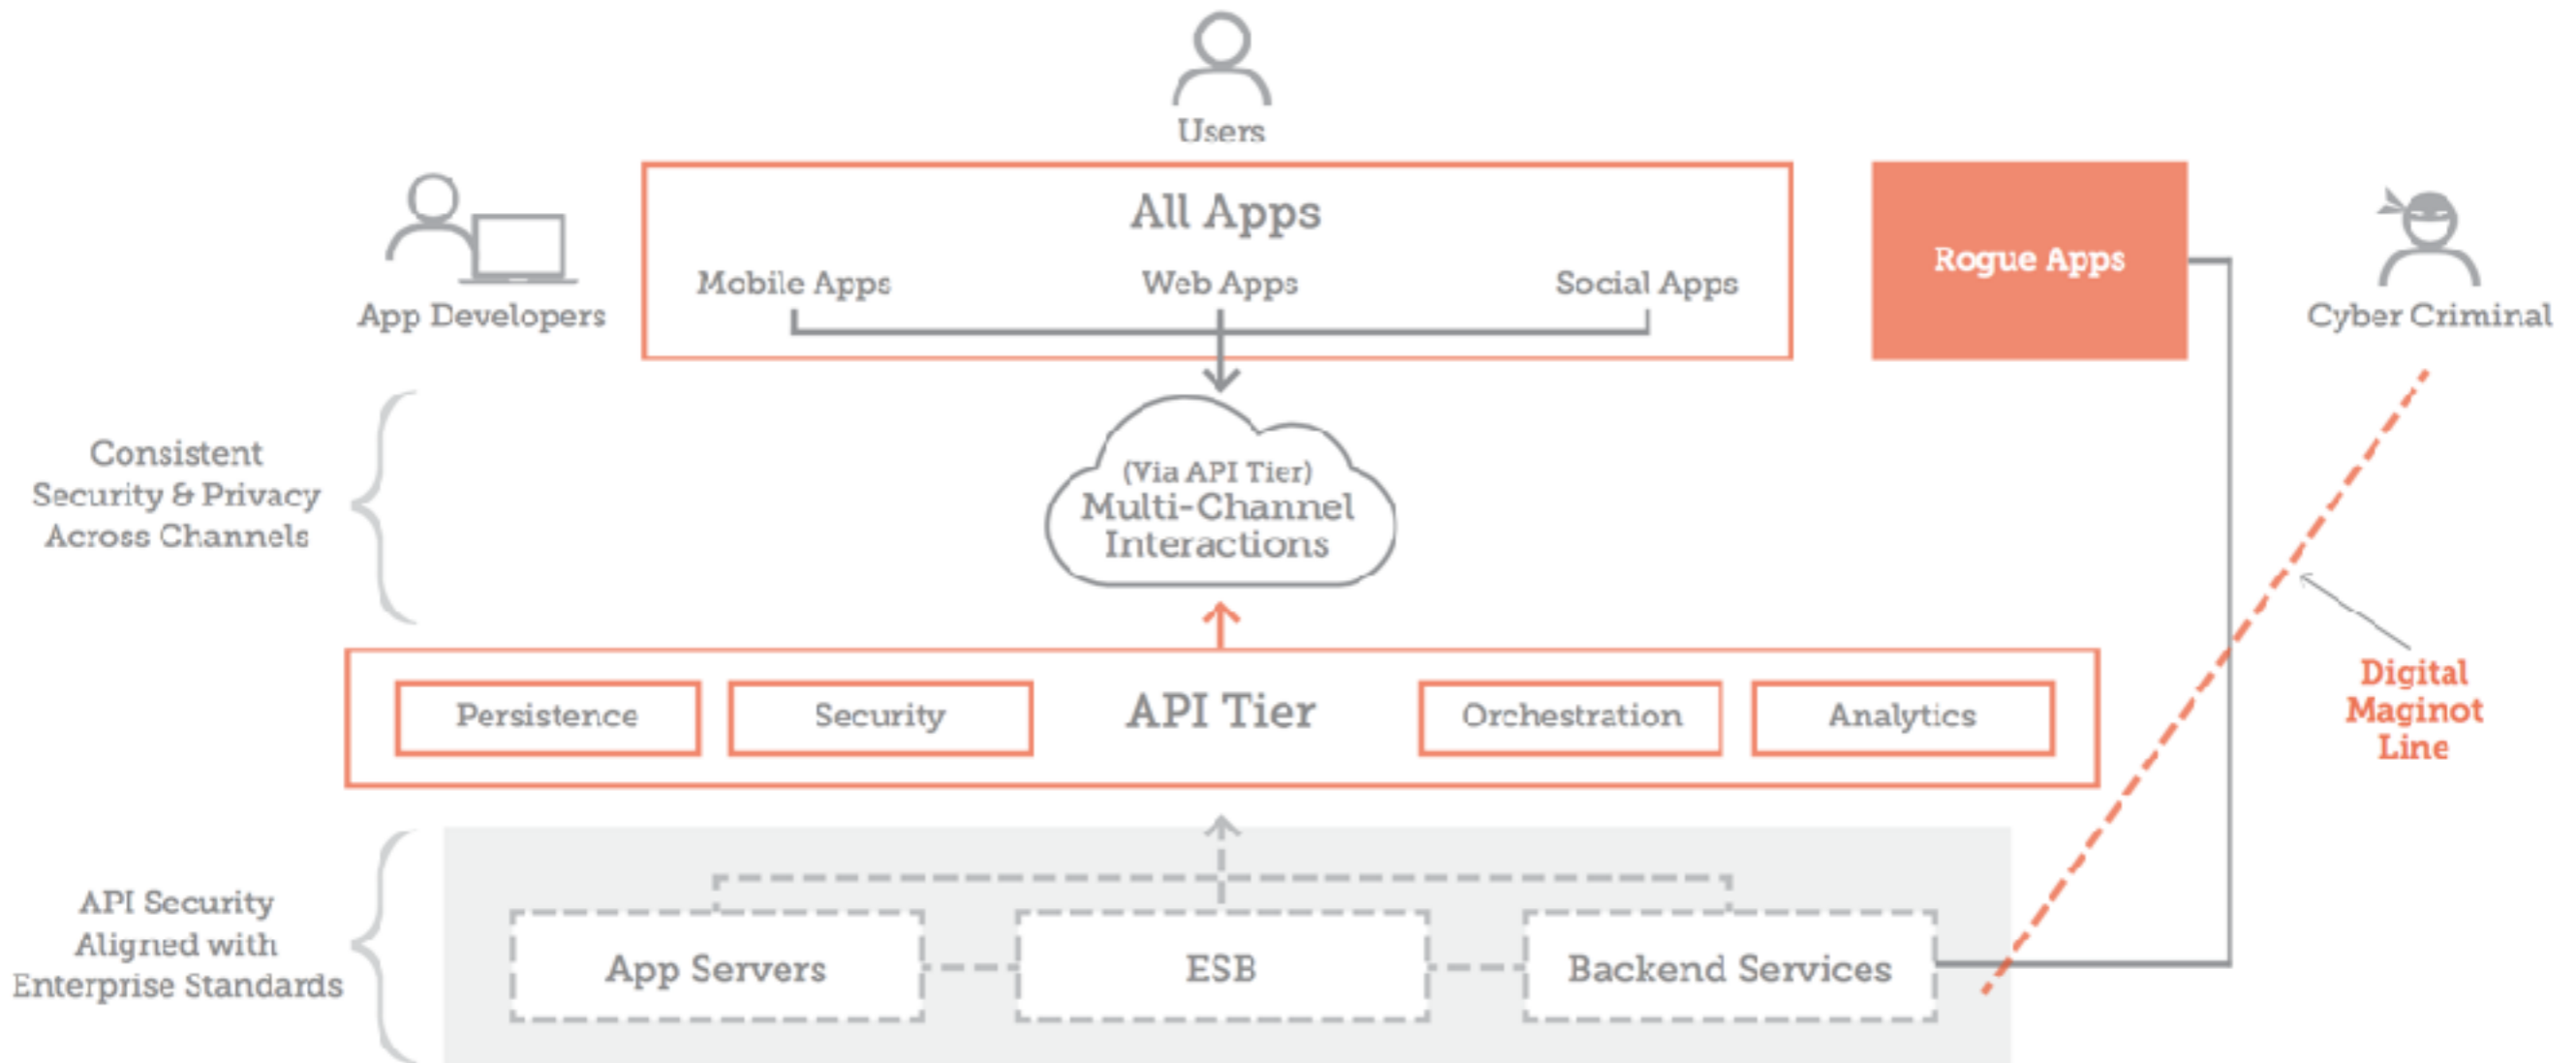 Users
App Developers
All Apps
Mobile Apps
Web Apps
Social Apps
Rogue Apps
Cyber Criminal
Consistent
Security & Privacy
Across Channels
(Via API Tier)
Multi-Channel
Interactions
Digital
Maginot
Line
Persistence
Security
API Tier
Orchestration
Analytics
API Security
Aligned with
Enterprise Standards
App Servers
ESB
Backend Services